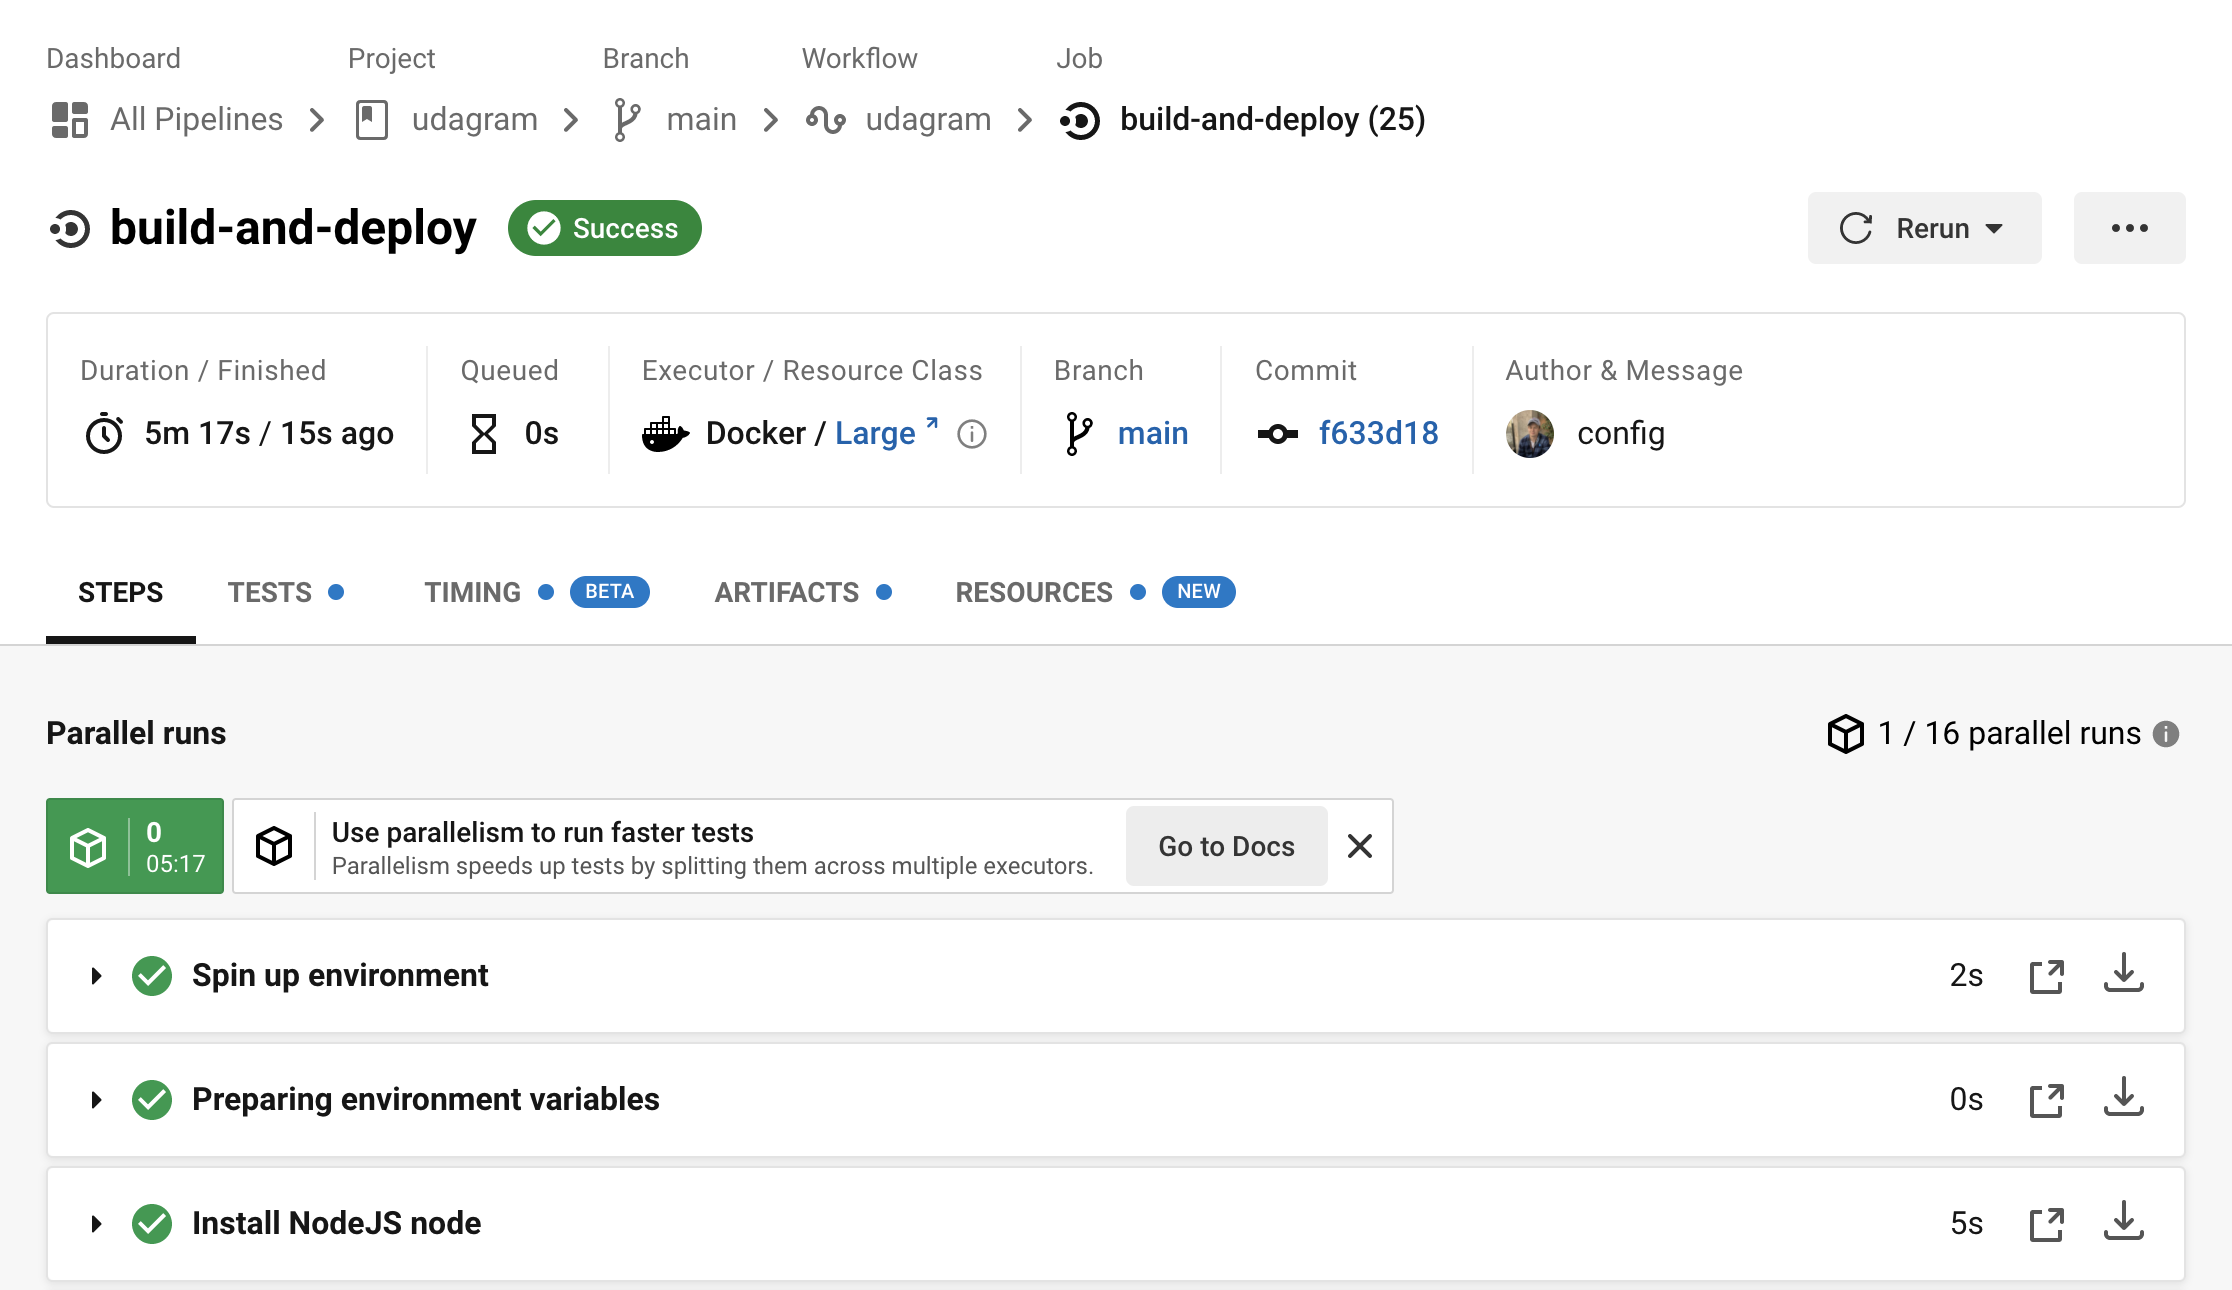 Dashboard Project Branch Workflow Job
All Pipelines udagram main udagram build-and-deploy (25)
build-and-deploy Success Rerun
Duration / Finished Queued Executor / Resource Class Branch Commit Author & Message
5m 17s / 15s ago 0s Docker / Large main f633d18 config
STEPS TESTS TIMING BETA ARTIFACTS RESOURCES NEW
Parallel runs 1 / 16 parallel runs
0
05:17
Use parallelism to run faster tests
Parallelism speeds up tests by splitting them across multiple executors.
Go to Docs
Spin up environment 2s
Preparing environment variables 0s
Install NodeJS node 5s